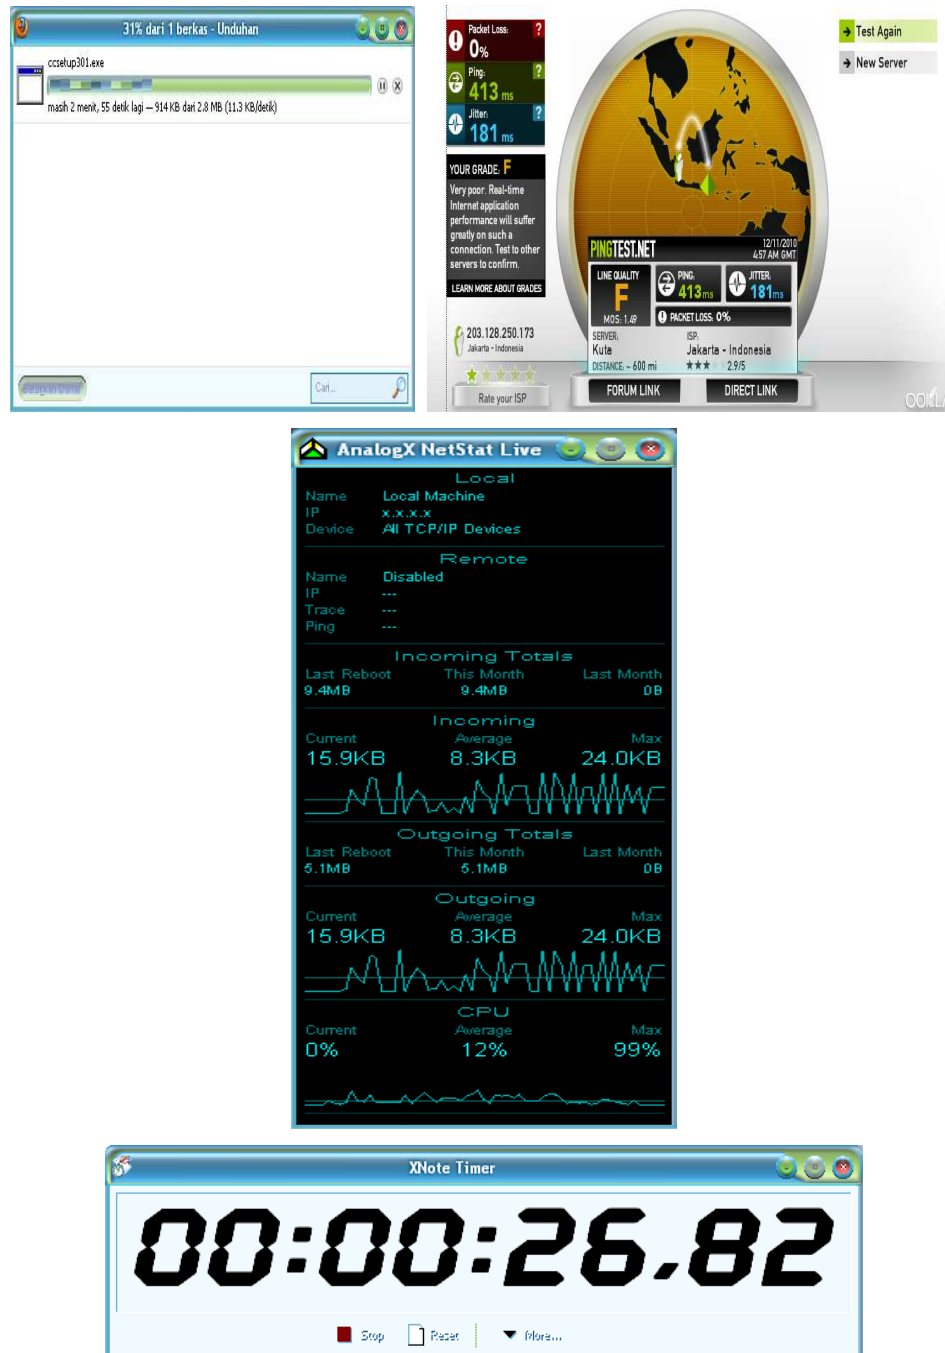 31% dari 1 berkas - Unduhan
ccsetup301.exe
masih 2 menit, 55 detik lagi — 914 KB dari 2.8 MB (11.3 KB/detik)
Cari...
Packet Loss: ?
0%
Ping: ?
413 ms
Jitter: ?
181 ms
YOUR GRADE: F
Very poor. Real-time
Internet application
performance will suffer
greatly on such a
connection. Test to other
servers to confirm.
LEARN MORE ABOUT GRADES
203.128.250.173
Jakarta - Indonesia
Rate your ISP
Test Again
New Server
PINGTEST.NET
12/11/2010
4:57 AM GMT
LINE QUALITY
F
MOS: 1.49
PING:
413ms
JITTER:
181ms
PACKET LOSS: 0%
SERVER:
Kuta
DISTANCE: ~ 600 mi
ISP:
Jakarta - Indonesia
2.9/5
FORUM LINK
DIRECT LINK
AnalogX NetStat Live
Local
Name Local Machine
IP x.x.x.x
Device All TCP/IP Devices
Remote
Name Disabled
IP ---
Trace ---
Ping ---
Incoming Totals
Last Reboot This Month Last Month
9.4MB 9.4MB 0B
Incoming
Current Average Max
15.9KB 8.3KB 24.0KB
Outgoing Totals
Last Reboot This Month Last Month
5.1MB 5.1MB 0B
Outgoing
Current Average Max
15.9KB 8.3KB 24.0KB
CPU
Current Average Max
0% 12% 99%
XNote Timer
00:00:26.82
Stop Reset More...